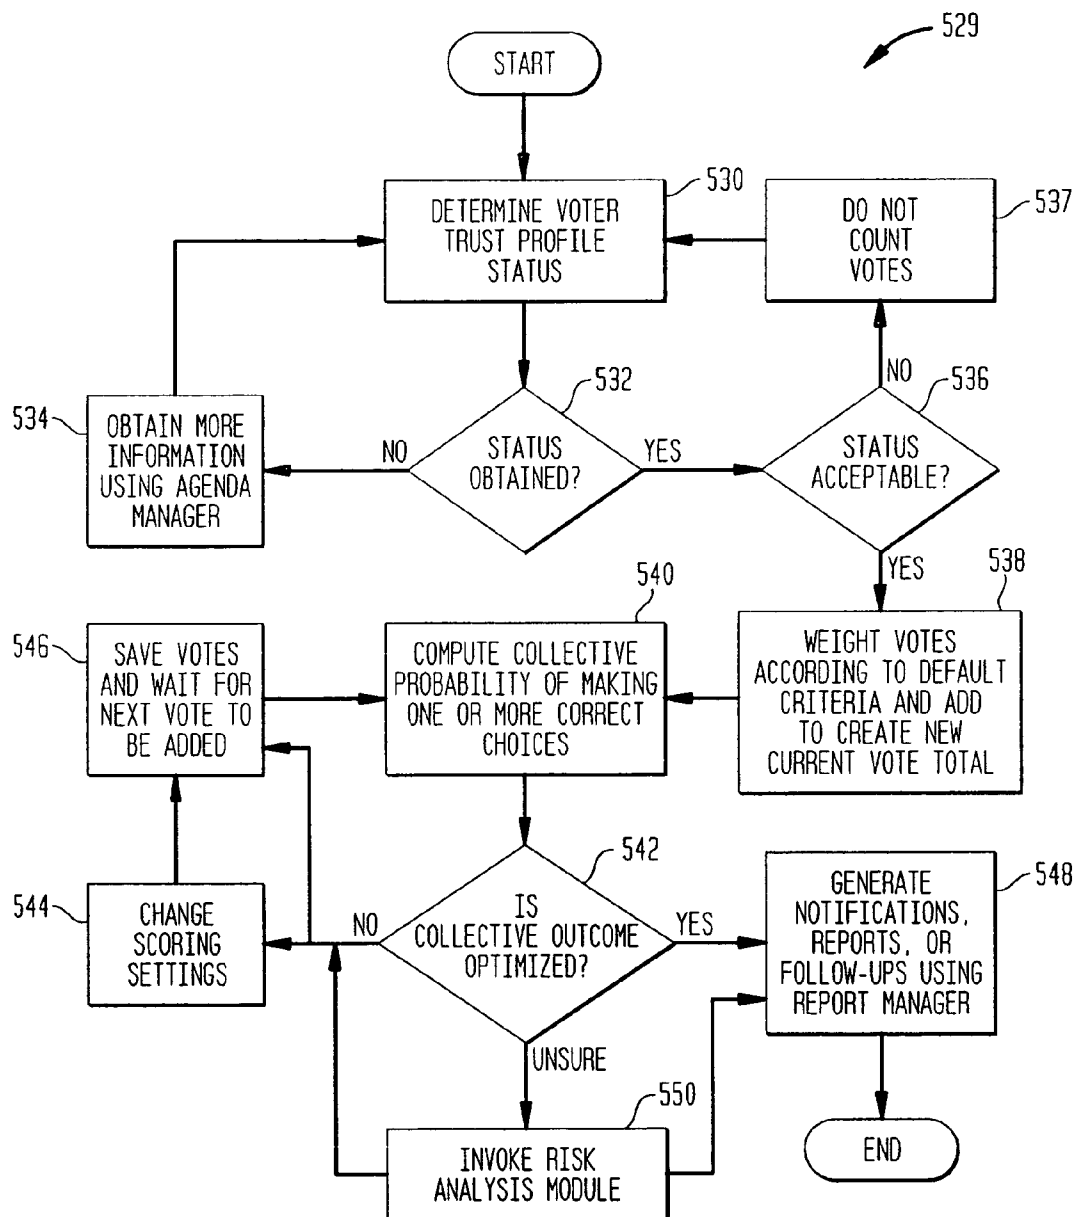 529
START
530
DETERMINE VOTER
TRUST PROFILE
STATUS
537
DO NOT
COUNT
VOTES
534
OBTAIN MORE
INFORMATION
USING AGENDA
MANAGER
NO
532
STATUS
OBTAINED?
YES
NO
536
STATUS
ACCEPTABLE?
YES
538
WEIGHT VOTES
ACCORDING TO DEFAULT
CRITERIA AND ADD
TO CREATE NEW
CURRENT VOTE TOTAL
540
COMPUTE COLLECTIVE
PROBABILITY OF MAKING
ONE OR MORE CORRECT
CHOICES
546
SAVE VOTES
AND WAIT FOR
NEXT VOTE TO
BE ADDED
544
CHANGE
SCORING
SETTINGS
NO
542
IS
COLLECTIVE OUTCOME
OPTIMIZED?
YES
UNSURE
548
GENERATE
NOTIFICATIONS,
REPORTS, OR
FOLLOW-UPS USING
REPORT MANAGER
550
INVOKE RISK
ANALYSIS MODULE
END